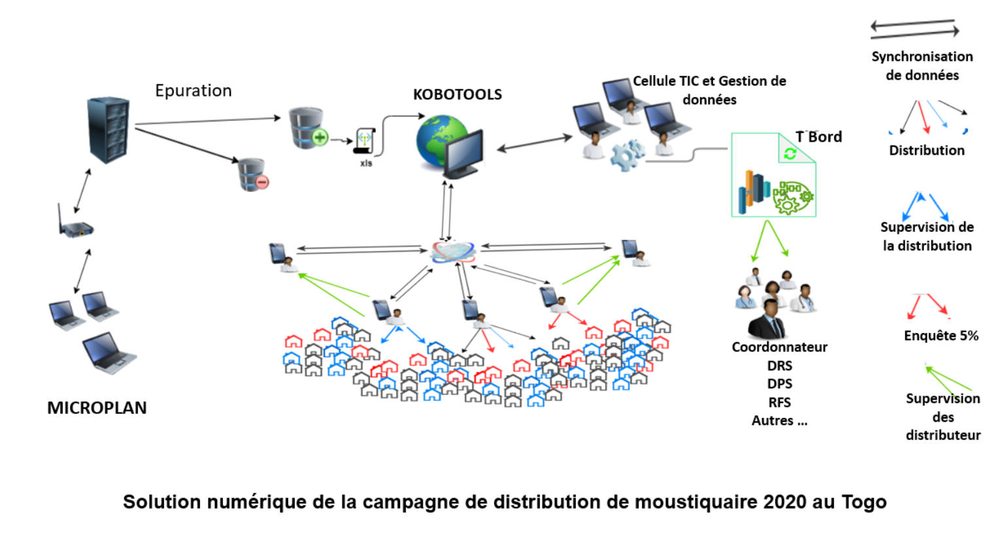 Epuration
KOBOTOOLS
Cellule TIC et Gestion de
données
T Bord
xls
MICROPLAN
Coordonnateur
DRS
DPS
RFS
Autres ...
Synchronisation
de données
Distribution
Supervision de
la distribution
Enquête 5%
Supervision
des
distributeur
Solution numérique de la campagne de distribution de moustiquaire 2020 au Togo